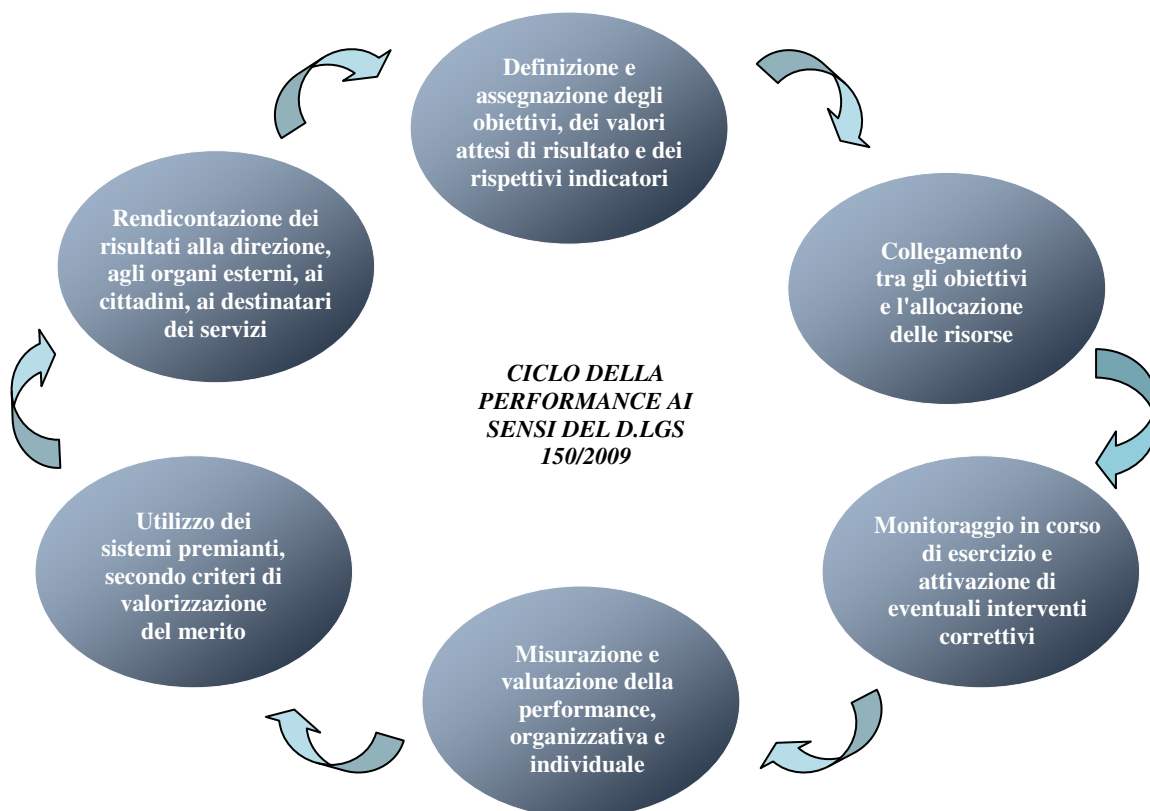 Definizione e
assegnazione degli
obiettivi, dei valori
attesi di risultato e dei
rispettivi indicatori
Collegamento
tra gli obiettivi
e l'allocazione
delle risorse
Monitoraggio in corso
di esercizio e
attivazione di
eventuali interventi
correttivi
Misurazione e
valutazione della
performance,
organizzativa e
individuale
Utilizzo dei
sistemi premianti,
secondo criteri di
valorizzazione
del merito
Rendicontazione dei
risultati alla direzione,
agli organi esterni, ai
cittadini, ai destinatari
dei servizi
CICLO DELLA
PERFORMANCE AI
SENSI DEL D.LGS
150/2009